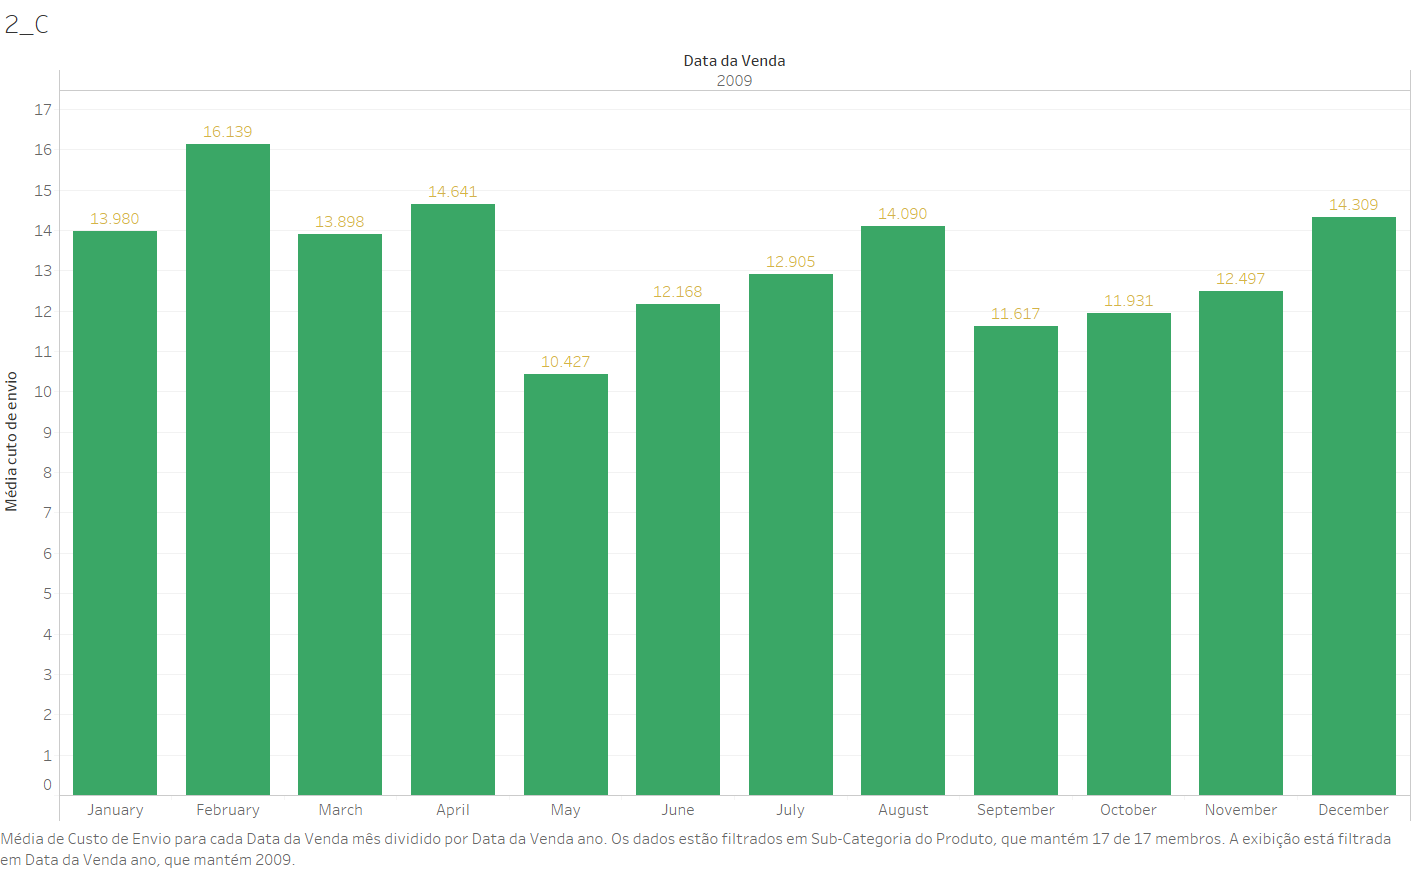 2_C
Data da Venda
2009
17
16
15
14
13
12
11
10
9
8
7
6
5
4
3
2
1
0
Média cuto de envio
13.980
16.139
13.898
14.641
10.427
12.168
12.905
14.090
11.617
11.931
12.497
14.309
January
February
March
April
May
June
July
August
September
October
November
December
Média de Custo de Envio para cada Data da Venda mês dividido por Data da Venda ano. Os dados estão filtrados em Sub-Categoria do Produto, que mantém 17 de 17 membros. A exibição está filtrada
em Data da Venda ano, que mantém 2009.